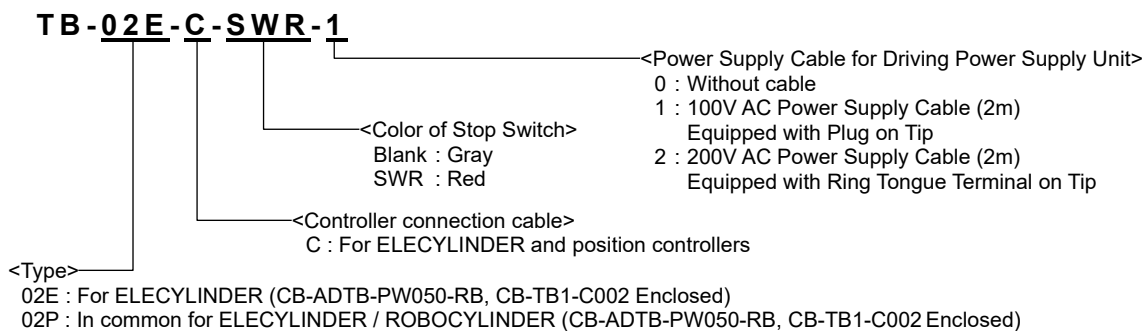 TB-02E-C-SWR-1
<Power Supply Cable for Driving Power Supply Unit>
0 : Without cable
1 : 100V AC Power Supply Cable (2m)
Equipped with Plug on Tip
2 : 200V AC Power Supply Cable (2m)
Equipped with Ring Tongue Terminal on Tip
<Color of Stop Switch>
Blank : Gray
SWR : Red
<Controller connection cable>
C : For ELECYLINDER and position controllers
<Type>
02E : For ELECYLINDER (CB-ADTB-PW050-RB, CB-TB1-C002 Enclosed)
02P : In common for ELECYLINDER / ROBOCYLINDER (CB-ADTB-PW050-RB, CB-TB1-C002 Enclosed)